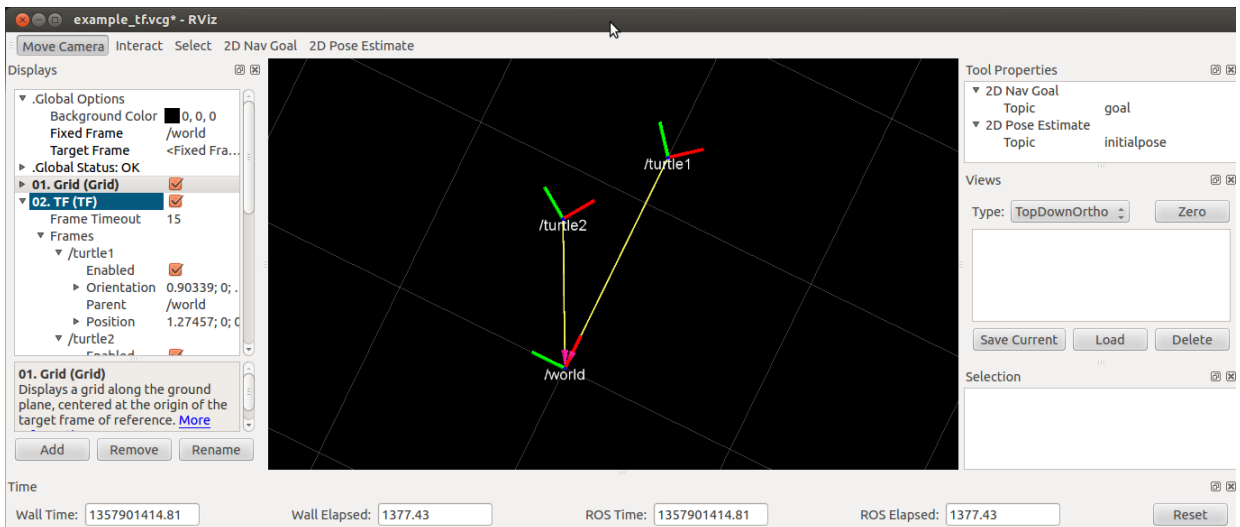 example_tf.vcg* - RViz
Move Camera Interact Select 2D Nav Goal 2D Pose Estimate
Displays
.Global Options
Background Color 0, 0, 0
Fixed Frame /world
Target Frame <Fixed Fra...
.Global Status: OK
01. Grid (Grid)
02. TF (TF)
Frame Timeout 15
Frames
/turtle1
Enabled
Orientation 0.90339; 0; .
Parent /world
Position 1.27457; 0; 0
/turtle2
Enabled
01. Grid (Grid)
Displays a grid along the ground
plane, centered at the origin of the
target frame of reference. More
Add Remove Rename
/turtle1
/turtle2
/world
Tool Properties
2D Nav Goal
Topic goal
2D Pose Estimate
Topic initialpose
Views
Type: TopDownOrtho Zero
Save Current Load Delete
Selection
Time
Wall Time: 1357901414.81 Wall Elapsed: 1377.43 ROS Time: 1357901414.81 ROS Elapsed: 1377.43 Reset